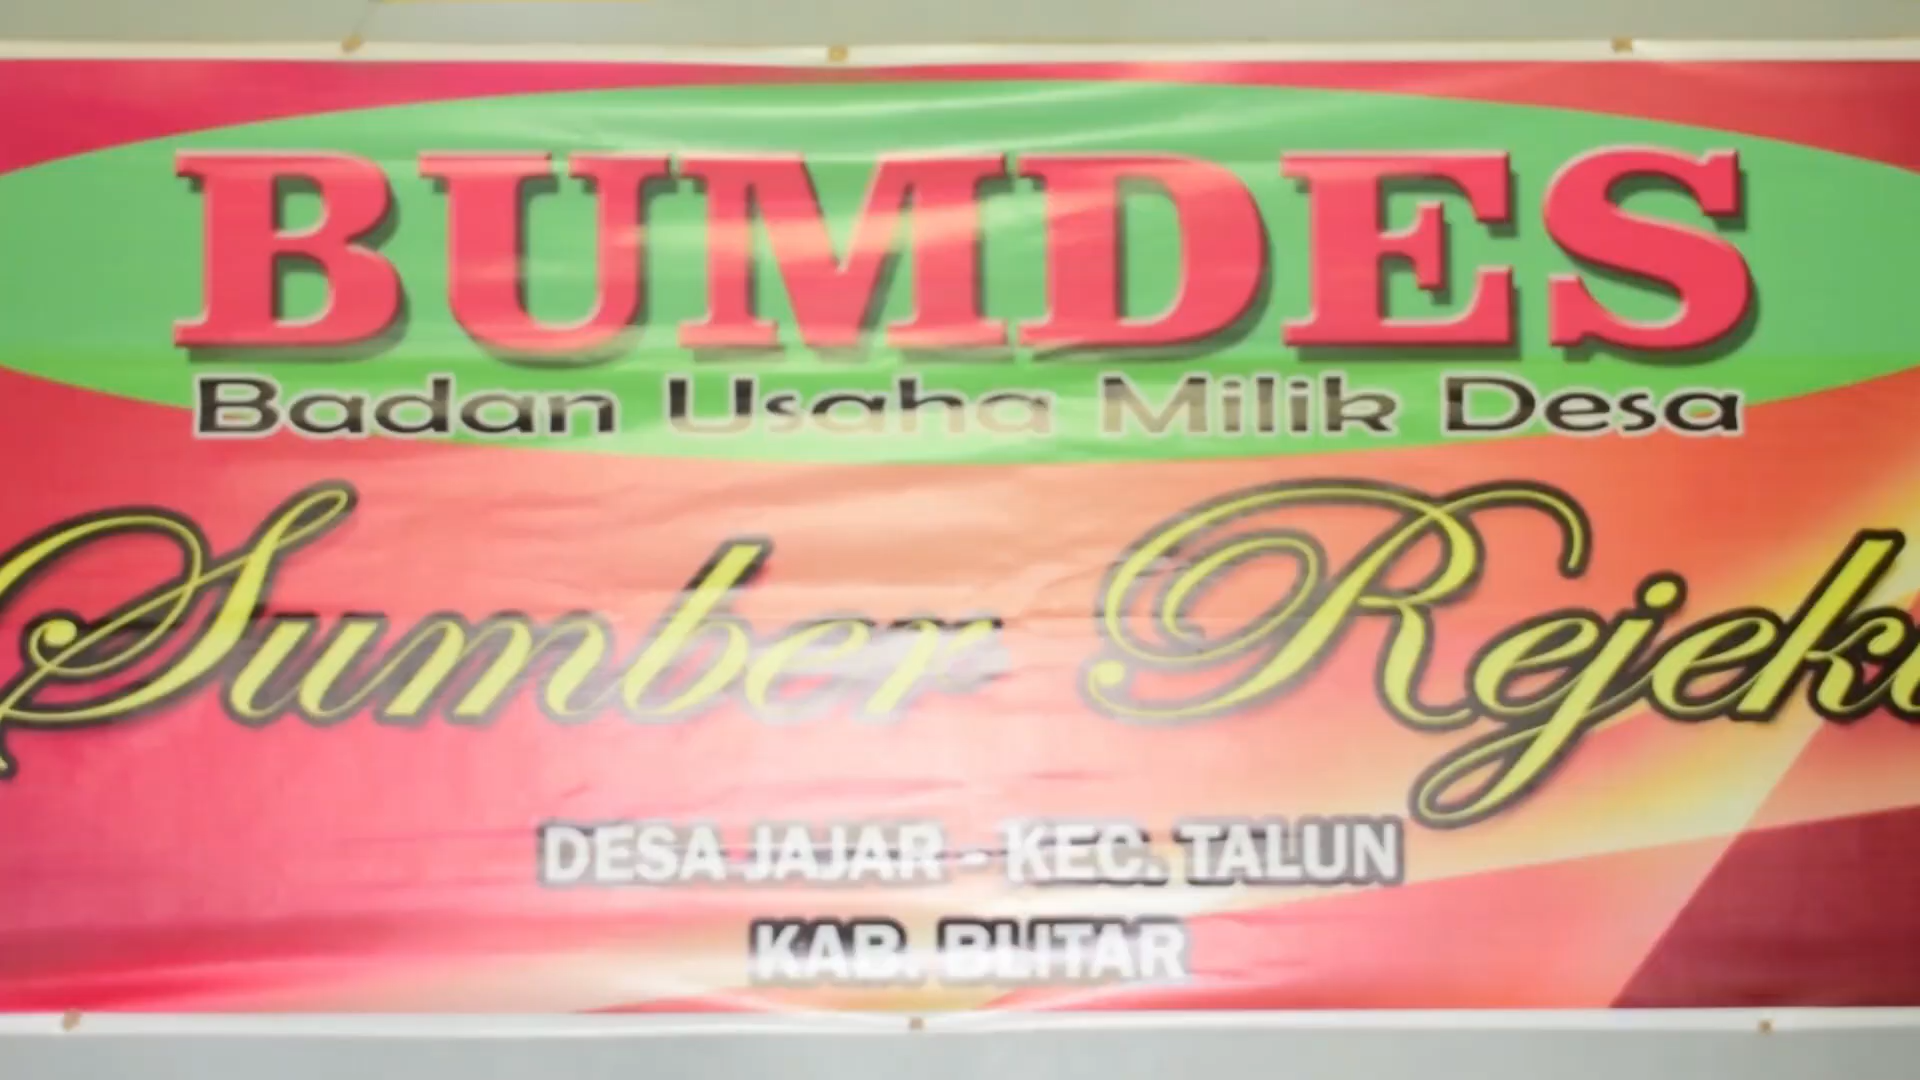 BUMDES
Badan Usaha Milik Desa
Sumber Rejeki
DESA JAJAR - KEC. TALUN
KAB. BLITAR